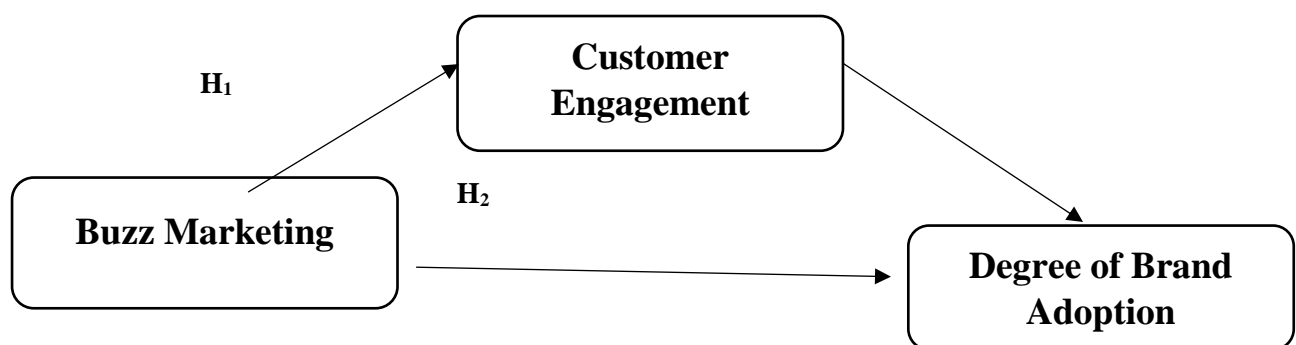 Customer
Engagement
H₁
H₂
Buzz Marketing
Degree of Brand
Adoption